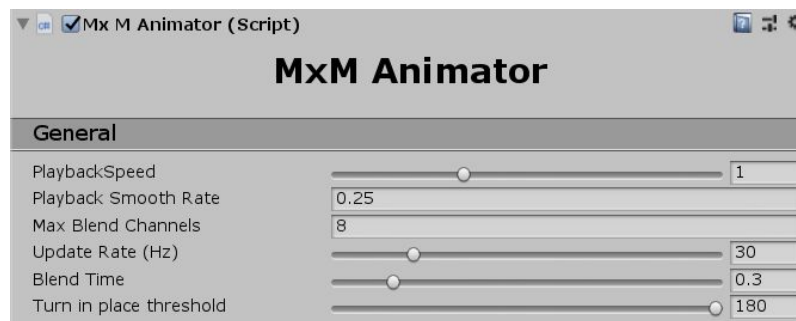 Mx M Animator (Script)
MxM Animator
General
PlaybackSpeed 1
Playback Smooth Rate 0.25
Max Blend Channels 8
Update Rate (Hz) 30
Blend Time 0.3
Turn in place threshold 180